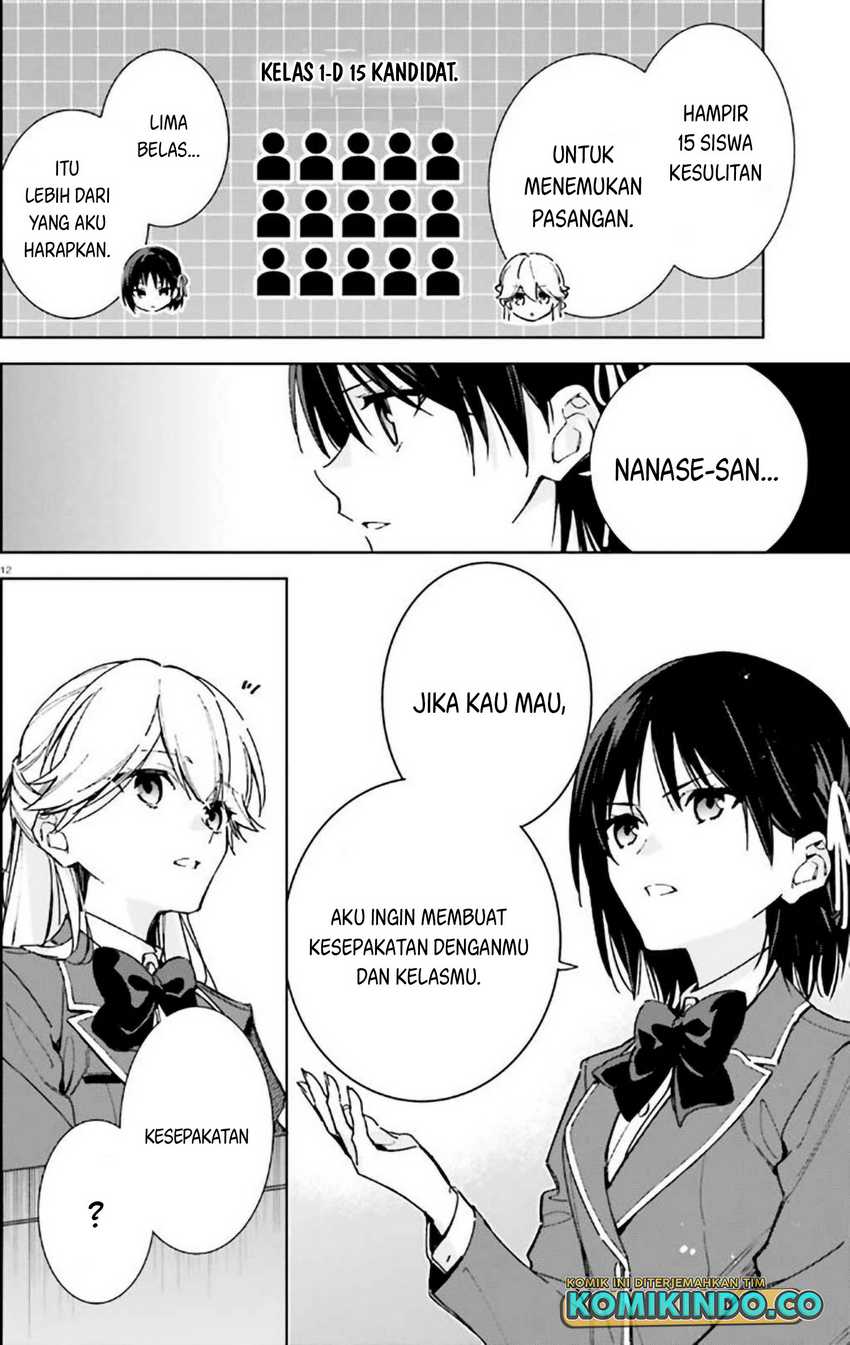 KELAS 1-D 15 KANDIDAT.
HAMPIR
15 SISWA
KESULITAN
UNTUK
MENEMUKAN
PASANGAN.
LIMA
BELAS...
ITU
LEBIH DARI
YANG AKU
HARAPKAN.
NANASE-SAN...
12
JIKA KAU MAU,
AKU INGIN MEMBUAT
KESEPAKATAN DENGANMU
DAN KELASMU.
KESEPAKATAN
?
KOMIK INI DITERJEMAHKAN TIM
KOMIKINDO.CO